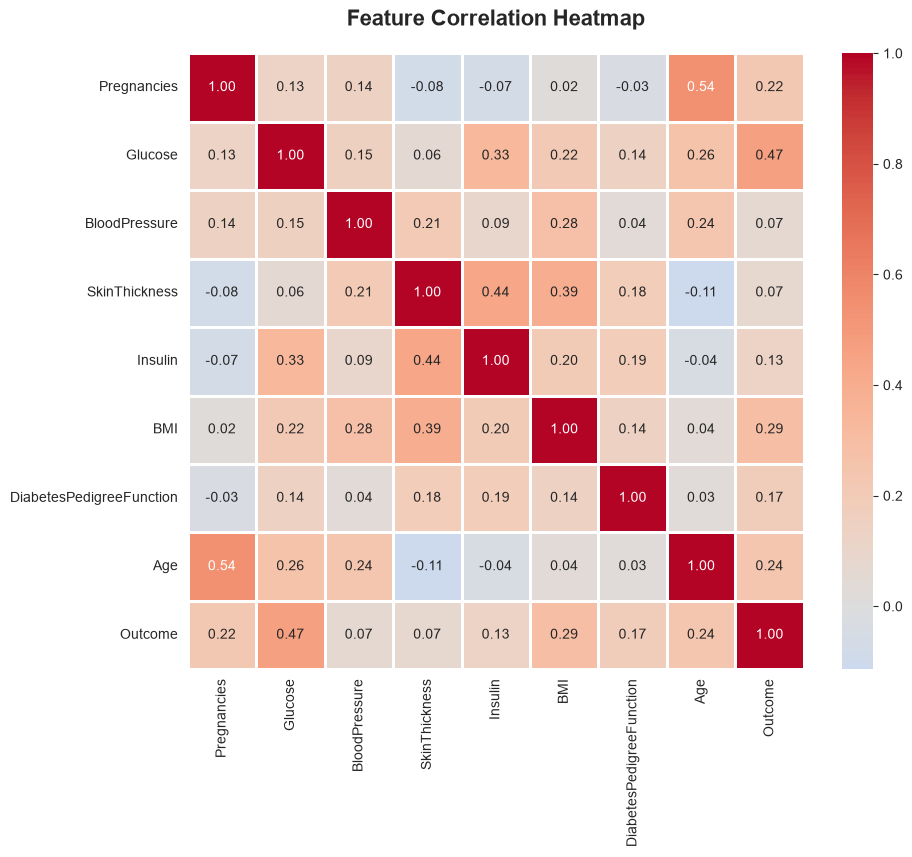 Feature Correlation Heatmap
Pregnancies 1.00 0.13 0.14 -0.08 -0.07 0.02 -0.03 0.54 0.22
Glucose 0.13 1.00 0.15 0.06 0.33 0.22 0.14 0.26 0.47
BloodPressure 0.14 0.15 1.00 0.21 0.09 0.28 0.04 0.24 0.07
SkinThickness -0.08 0.06 0.21 1.00 0.44 0.39 0.18 -0.11 0.07
Insulin -0.07 0.33 0.09 0.44 1.00 0.20 0.19 -0.04 0.13
BMI 0.02 0.22 0.28 0.39 0.20 1.00 0.14 0.04 0.29
DiabetesPedigreeFunction -0.03 0.14 0.04 0.18 0.19 0.14 1.00 0.03 0.17
Age 0.54 0.26 0.24 -0.11 -0.04 0.04 0.03 1.00 0.24
Outcome 0.22 0.47 0.07 0.07 0.13 0.29 0.17 0.24 1.00
Pregnancies
Glucose
BloodPressure
SkinThickness
Insulin
BMI
DiabetesPedigreeFunction
Age
Outcome
1.0
0.8
0.6
0.4
0.2
0.0